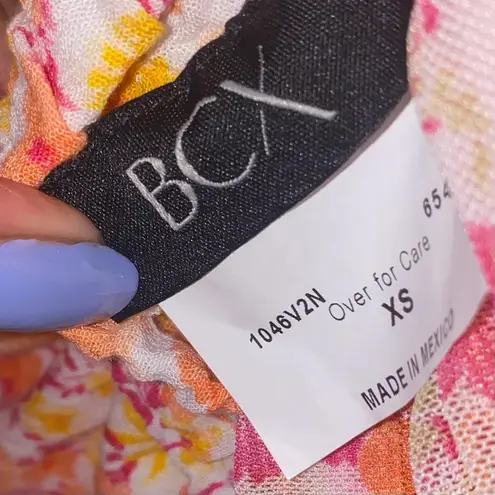 BCX
654
1046V2N
Over for Care
XS
MADE IN MEXICO